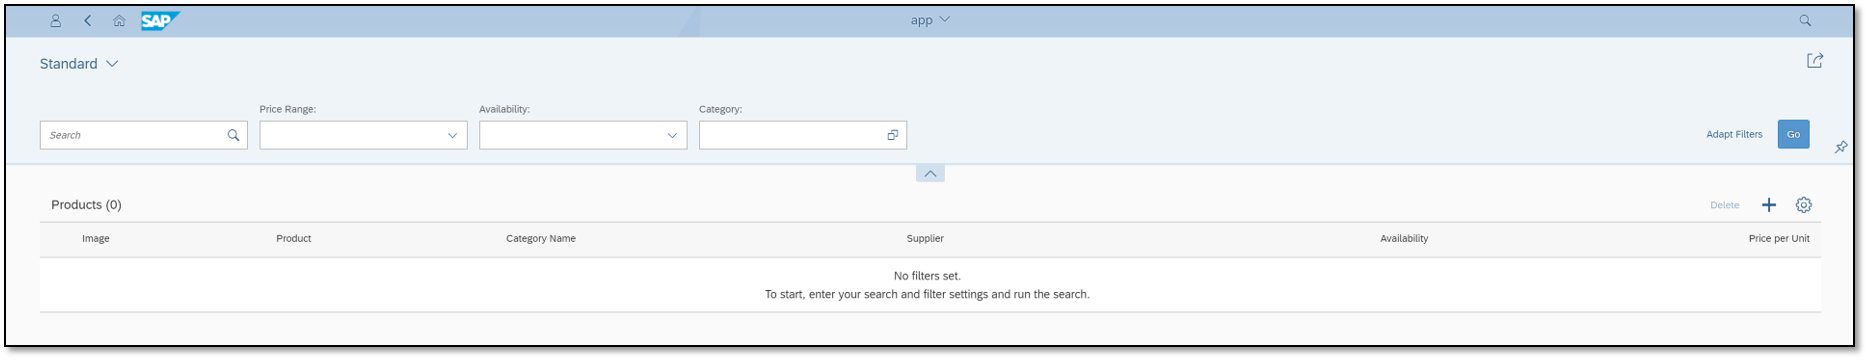 SAP
app
Standard
Price Range:
Availability:
Category:
Search
Adapt Filters
Go
Products (0)
Delete
Image Product Category Name Supplier Availability Price per Unit
No filters set.
To start, enter your search and filter settings and run the search.